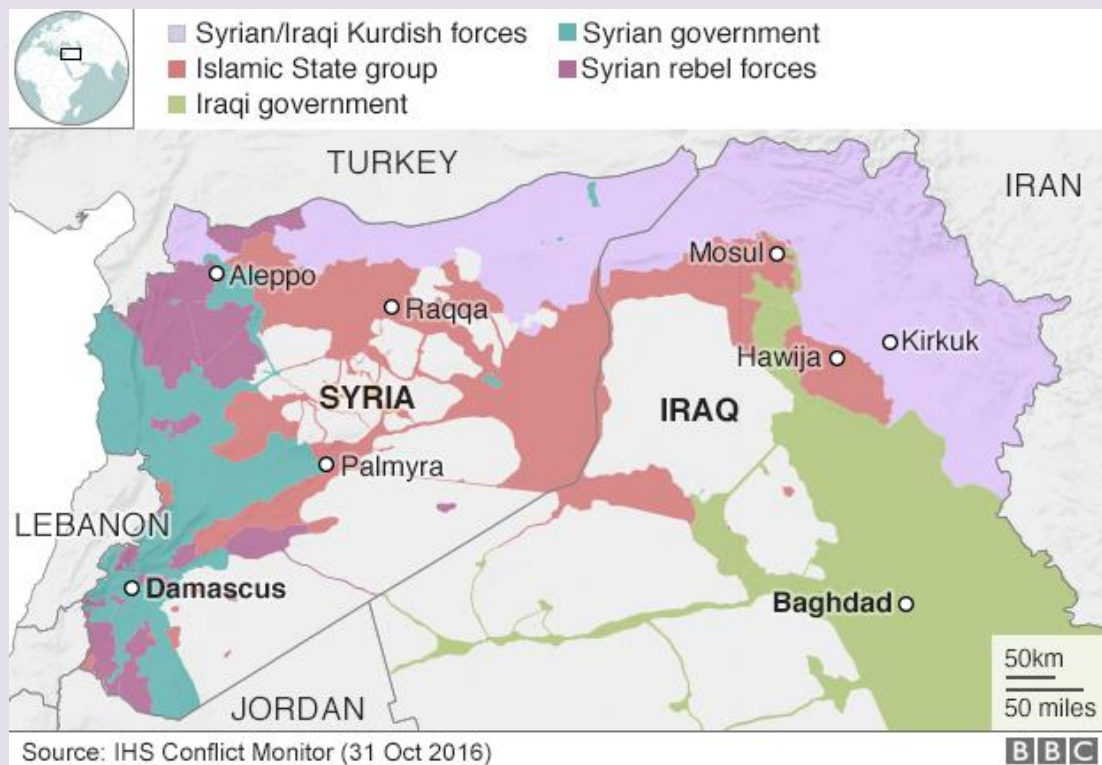 Syrian/Iraqi Kurdish forces
Syrian government
Islamic State group
Syrian rebel forces
Iraqi government
TURKEY
IRAN
Mosul
Aleppo
Raqqa
Kirkuk
Hawija
SYRIA
IRAQ
Palmyra
LEBANON
Damascus
Baghdad
50km
50 miles
JORDAN
Source: IHS Conflict Monitor (31 Oct 2016)
BBC